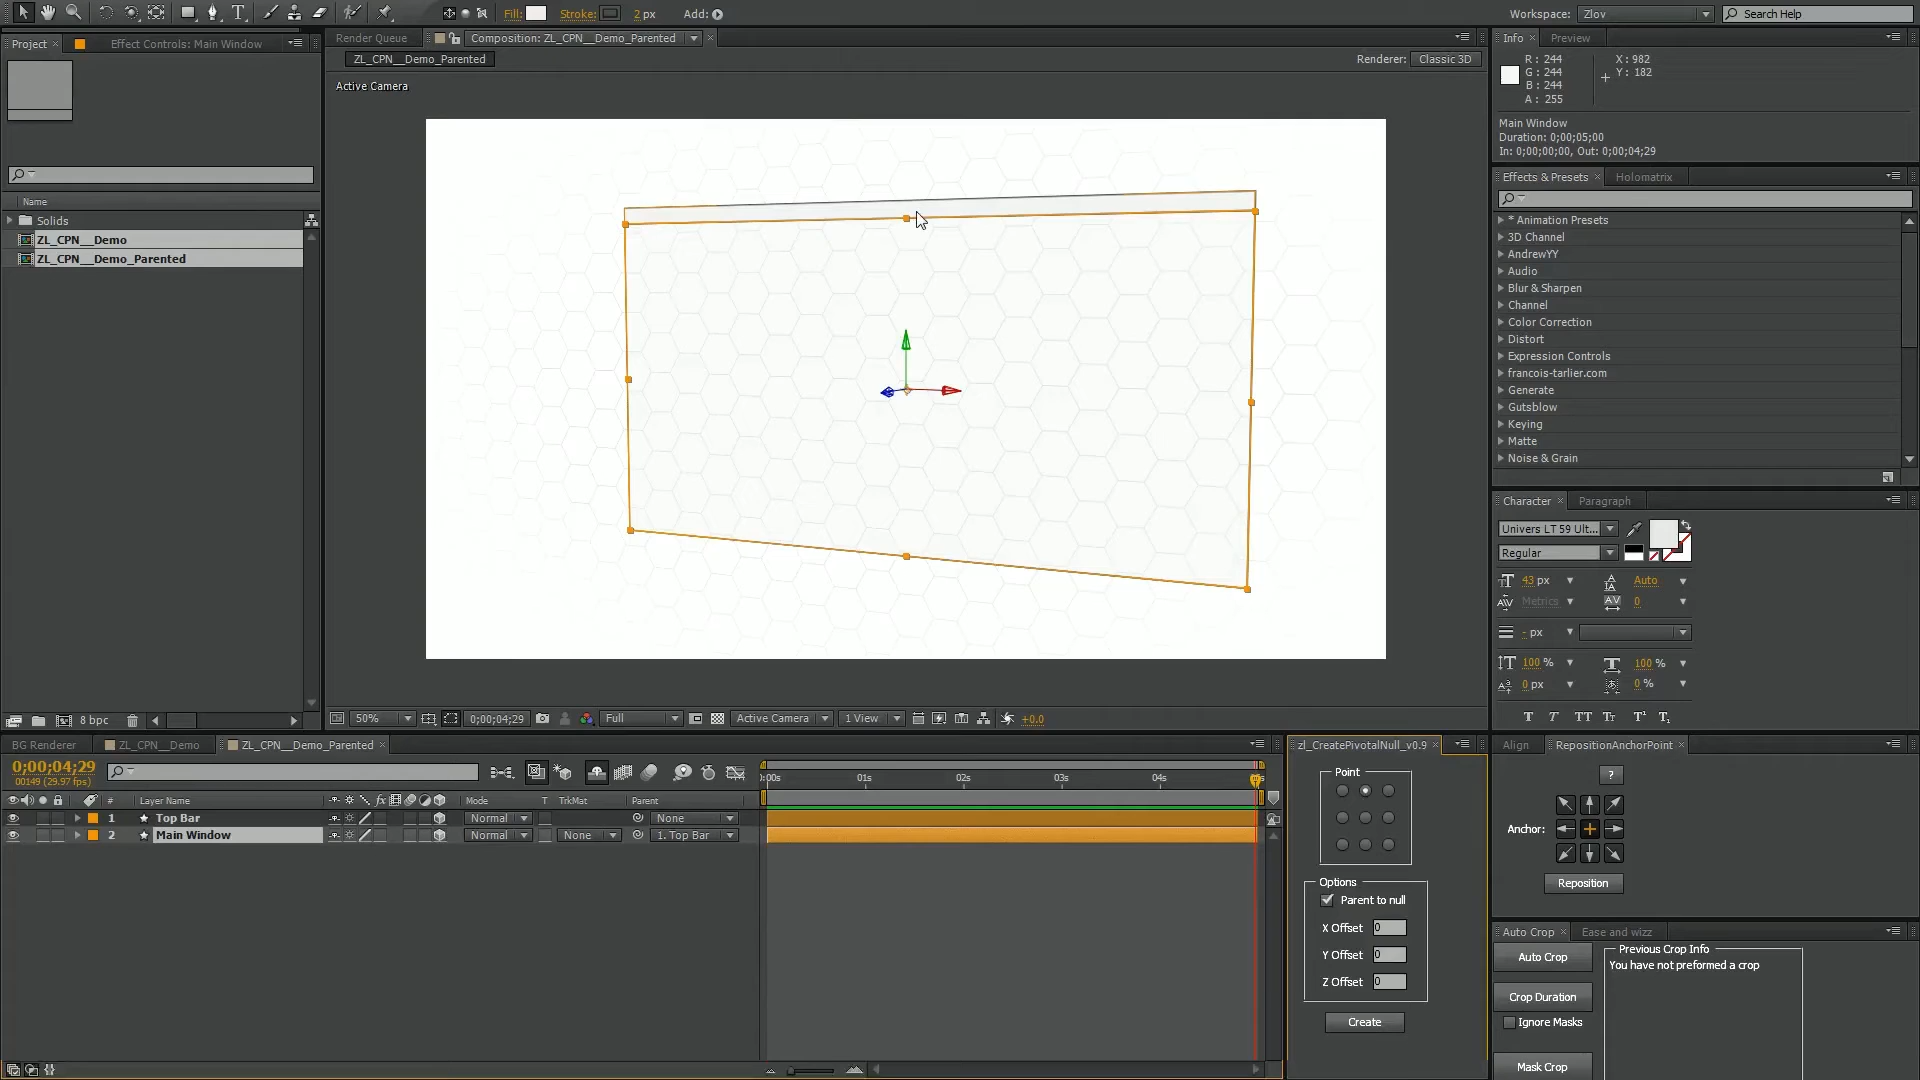 Fill:
Stroke:
2 px
Add:
Workspace:
Zlov
Search Help
Project
Effect Controls: Main Window
Render Queue
Composition: ZL_CPN__Demo_Parented
ZL_CPN__Demo_Parented
Renderer:
Classic 3D
Active Camera
Info
Preview
R : 244
G : 244
B : 244
A : 255
X : 982
Y : 182
Main Window
Duration: 0;00;05;00
In: 0;00;00;00, Out: 0;00;04;29
Name
Solids
ZL_CPN__Demo
ZL_CPN__Demo_Parented
Effects & Presets
Holomatrix
* Animation Presets
3D Channel
AndrewYY
Audio
Blur & Sharpen
Channel
Color Correction
Distort
Expression Controls
francois-tarlier.com
Generate
Gutsblow
Keying
Matte
Noise & Grain
Character
Paragraph
Univers LT 59 Ult...
Regular
43 px
Auto
Metrics
0
- px
100 %
100 %
0 px
0 %
8 bpc
50%
0;00;04;29
Full
Active Camera
1 View
+0.0
BG Renderer
ZL_CPN__Demo
ZL_CPN__Demo_Parented
0;00;04;29
00149 (29.97 fps)
:00s
01s
02s
03s
04s
#
Layer Name
Mode
T
TrkMat
Parent
1
Top Bar
Normal
None
2
Main Window
Normal
None
1. Top Bar
zl_CreatePivotalNull_v0.9
Point
Options
Parent to null
X Offset
0
Y Offset
0
Z Offset
0
Create
Align
RepositionAnchorPoint
?
Anchor:
Reposition
Auto Crop
Ease and wizz
Auto Crop
Previous Crop Info
You have not preformed a crop
Crop Duration
Ignore Masks
Mask Crop